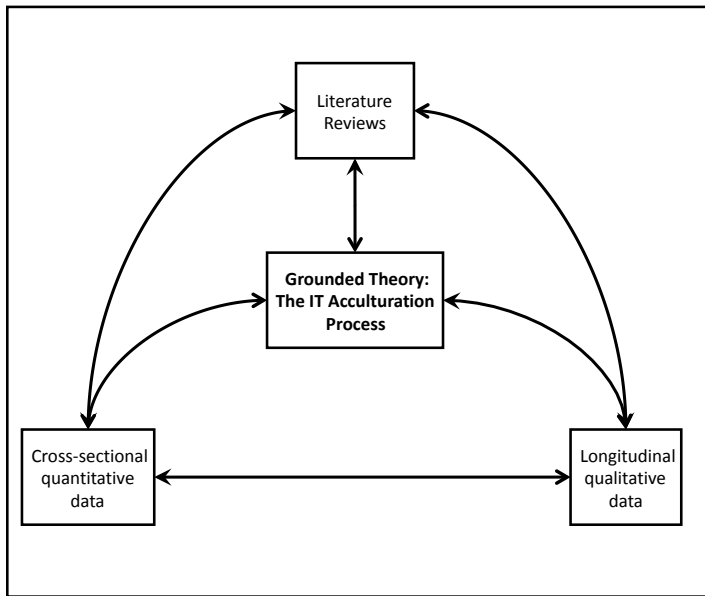 Literature
Reviews
Grounded Theory:
The IT Acculturation
Process
Cross-sectional
quantitative
data
Longitudinal
qualitative
data